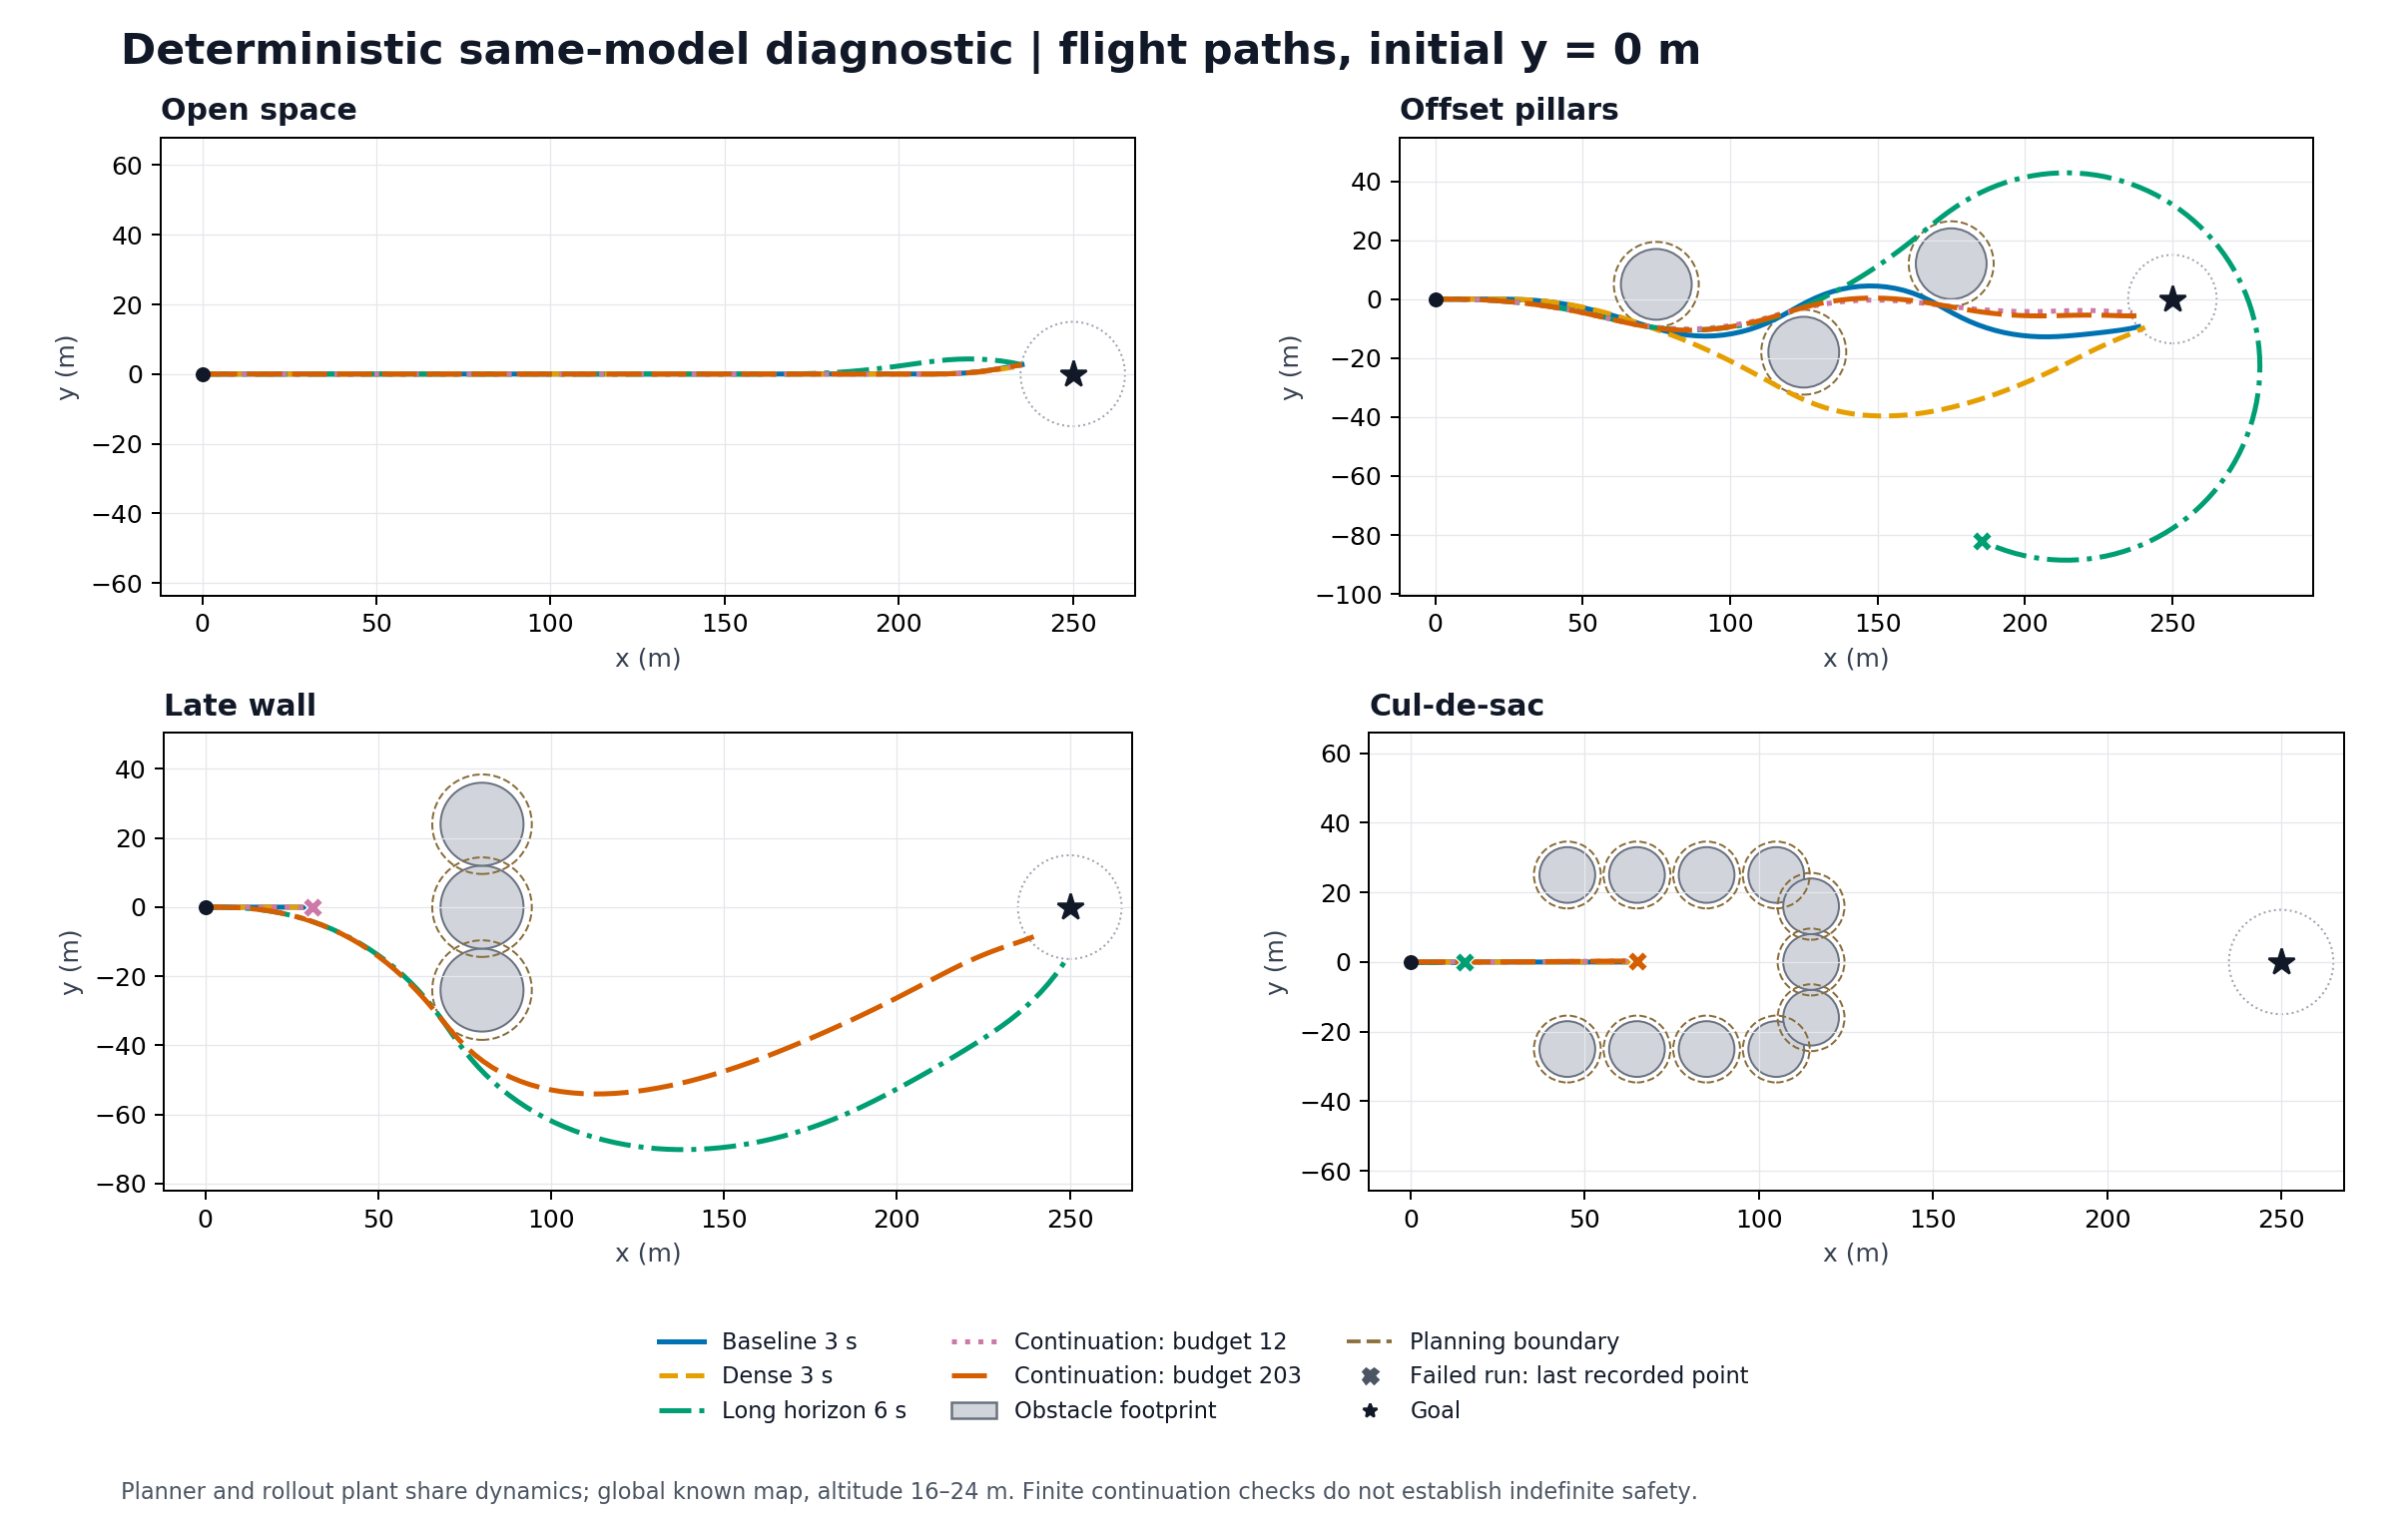 Deterministic same-model diagnostic | flight paths, initial y = 0 m
Open space
60
40
20
0
−20
−40
−60
y (m)
0 50 100 150 200 250
x (m)
Offset pillars
40
20
0
−20
−40
−60
−80
−100
y (m)
0 50 100 150 200 250
x (m)
Late wall
40
20
0
−20
−40
−60
−80
y (m)
0 50 100 150 200 250
x (m)
Cul-de-sac
60
40
20
0
−20
−40
−60
y (m)
0 50 100 150 200 250
x (m)
Baseline 3 s
Dense 3 s
Long horizon 6 s
Continuation: budget 12
Continuation: budget 203
Obstacle footprint
Planning boundary
Failed run: last recorded point
Goal
Planner and rollout plant share dynamics; global known map, altitude 16–24 m. Finite continuation checks do not establish indefinite safety.